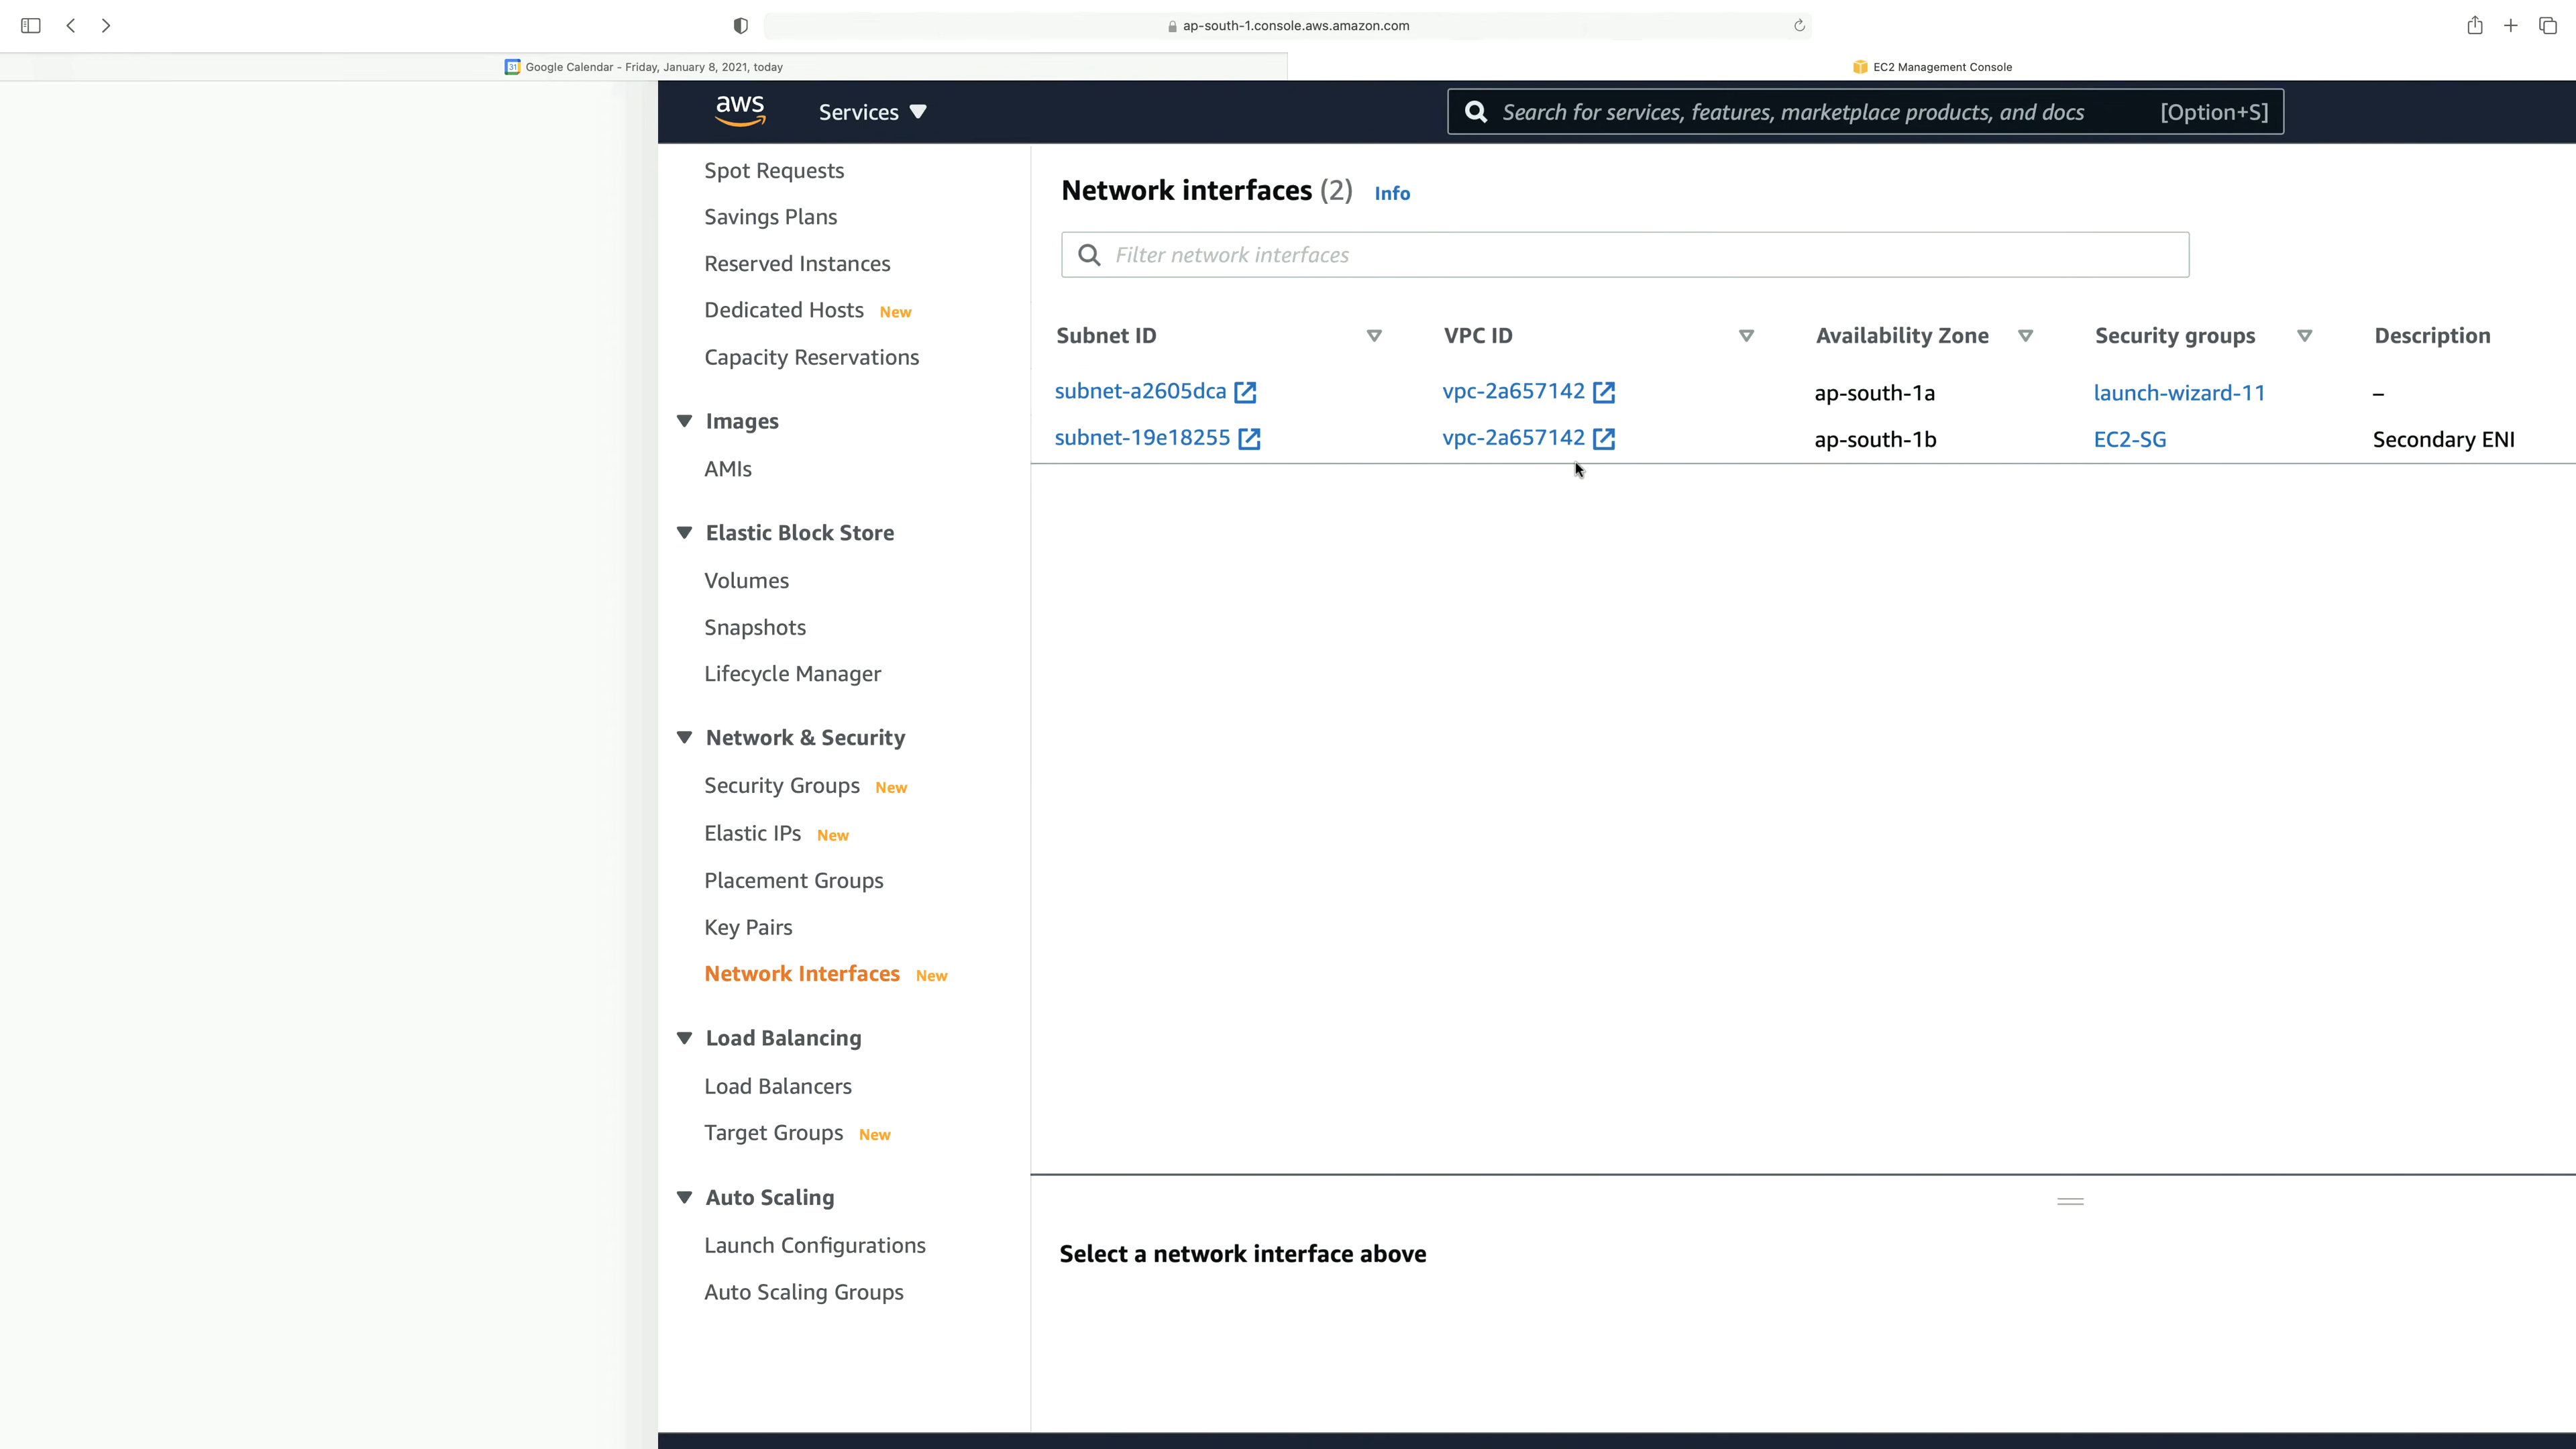 ap-south-1.console.aws.amazon.com
31 Google Calendar - Friday, January 8, 2021, today
EC2 Management Console
aws
Services
Search for services, features, marketplace products, and docs [Option+S]
Spot Requests
Savings Plans
Reserved Instances
Dedicated Hosts New
Capacity Reservations
Images
AMIs
Elastic Block Store
Volumes
Snapshots
Lifecycle Manager
Network & Security
Security Groups New
Elastic IPs New
Placement Groups
Key Pairs
Network Interfaces New
Load Balancing
Load Balancers
Target Groups New
Auto Scaling
Launch Configurations
Auto Scaling Groups
Network interfaces (2) Info
Filter network interfaces
Subnet ID VPC ID Availability Zone Security groups Description
subnet-a2605dca vpc-2a657142 ap-south-1a launch-wizard-11 –
subnet-19e18255 vpc-2a657142 ap-south-1b EC2-SG Secondary ENI
Select a network interface above